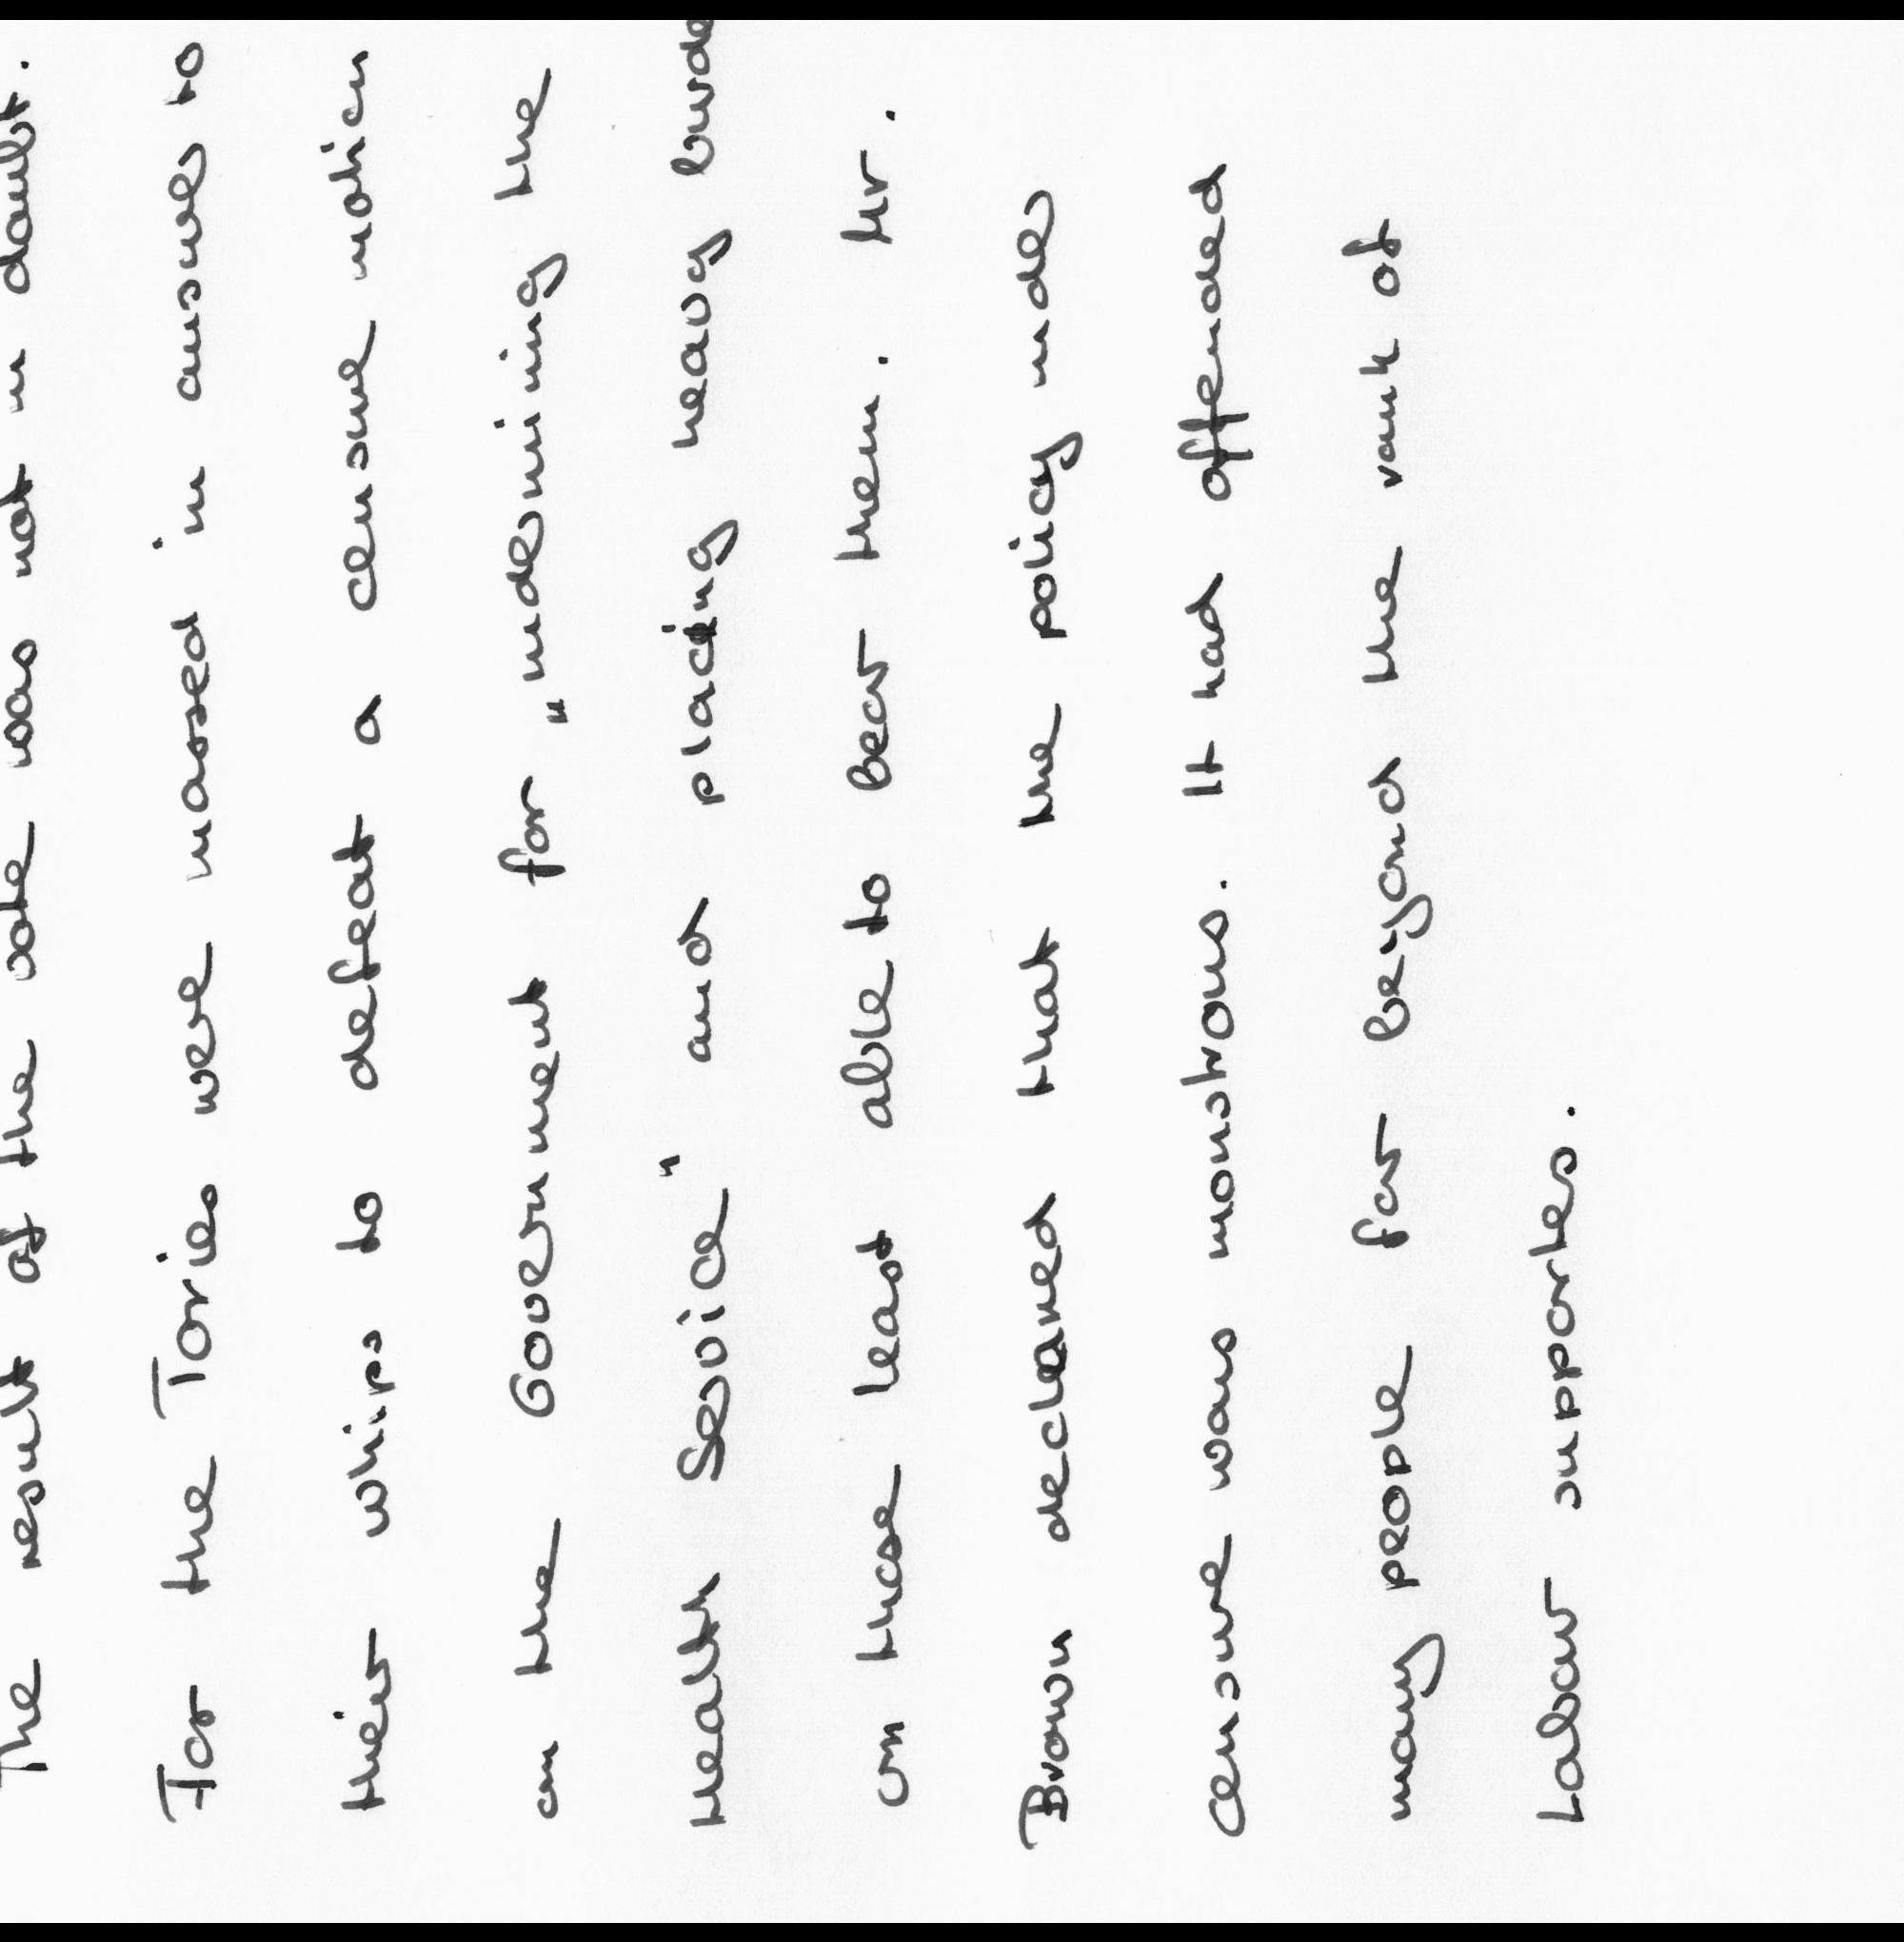 The result of the vote was not in doubt.
For the Tories were massed in answer to
their whips to defeat a censure motion
on the Government for "undermining the
Health Service" and placing heavy burde
on those least able to bear them. Mr.
Brown declared that the policy under
censure was monstrous. It had offended
many people far beyond the rank of
Labour supporters.